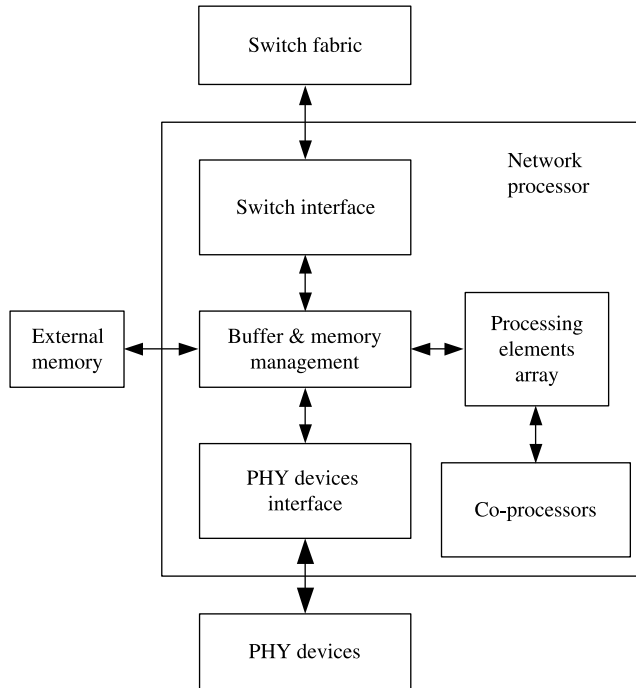 Switch fabric
Network
processor
Switch interface
External
memory
Buffer & memory
management
Processing
elements
array
PHY devices
interface
Co-processors
PHY devices